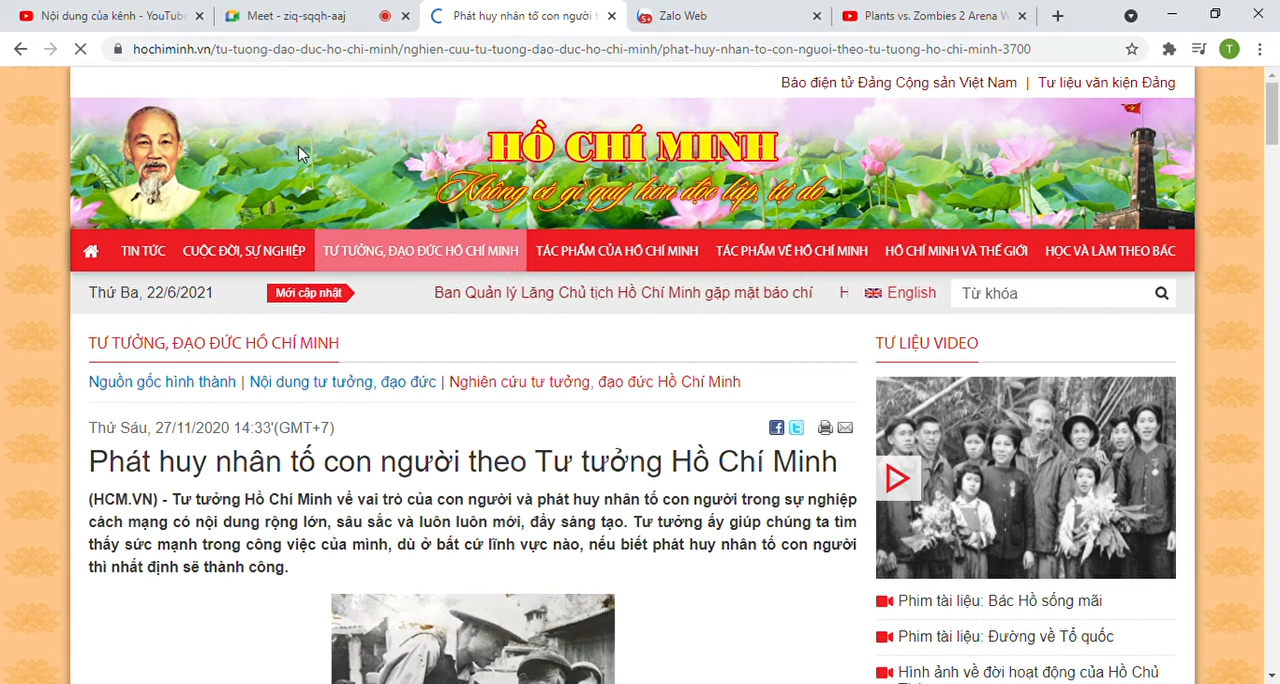 Nội dung của kênh - YouTube
Meet - ziq-sqqh-aaj
Phát huy nhân tố con người t
Zalo Web
Plants vs. Zombies 2 Arena W
hochiminh.vn/tu-tuong-dao-duc-ho-chi-minh/nghien-cuu-tu-tuong-dao-duc-ho-chi-minh/phat-huy-nhan-to-con-nguoi-theo-tu-tuong-ho-chi-minh-3700
T
Báo điện tử Đảng Cộng sản Việt Nam | Tư liệu văn kiện Đảng
HỒ CHÍ MINH
Không có gì quý hơn độc lập, tự do
TIN TỨC CUỘC ĐỜI, SỰ NGHIỆP TƯ TƯỞNG, ĐẠO ĐỨC HỒ CHÍ MINH TÁC PHẨM CỦA HỒ CHÍ MINH TÁC PHẨM VỀ HỒ CHÍ MINH HỒ CHÍ MINH VÀ THẾ GIỚI HỌC VÀ LÀM THEO BÁC
Thứ Ba, 22/6/2021 Mới cập nhật Ban Quản lý Lăng Chủ tịch Hồ Chí Minh gặp mặt báo chí H English Từ khóa
TƯ TƯỞNG, ĐẠO ĐỨC HỒ CHÍ MINH
Nguồn gốc hình thành | Nội dung tư tưởng, đạo đức | Nghiên cứu tư tưởng, đạo đức Hồ Chí Minh
Thứ Sáu, 27/11/2020 14:33'(GMT+7)
Phát huy nhân tố con người theo Tư tưởng Hồ Chí Minh
(HCM.VN) - Tư tưởng Hồ Chí Minh về vai trò của con người và phát huy nhân tố con người trong sự nghiệp
cách mạng có nội dung rộng lớn, sâu sắc và luôn luôn mới, đầy sáng tạo. Tư tưởng ấy giúp chúng ta tìm
thấy sức mạnh trong công việc của mình, dù ở bất cứ lĩnh vực nào, nếu biết phát huy nhân tố con người
thì nhất định sẽ thành công.
TƯ LIỆU VIDEO
Phim tài liệu: Bác Hồ sống mãi
Phim tài liệu: Đường về Tổ quốc
Hình ảnh về đời hoạt động của Hồ Chủ